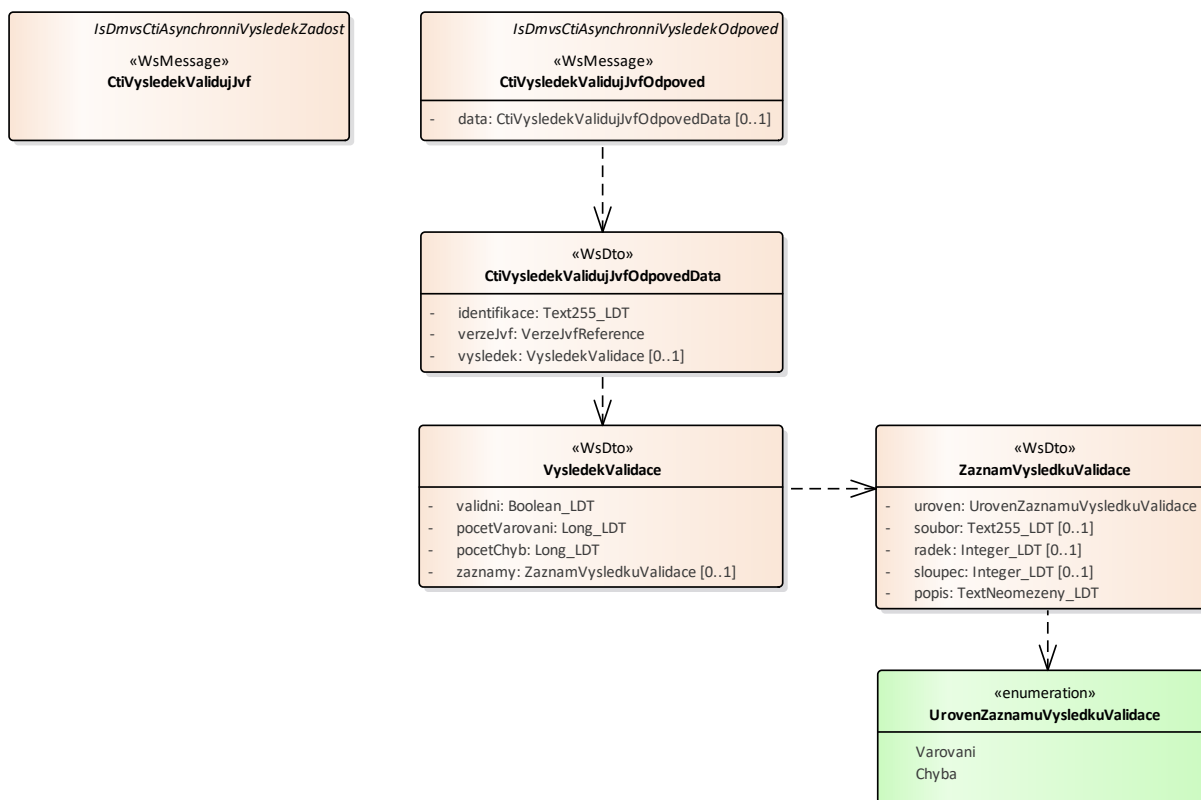 IsDmvsCtiAsynchronniVysledekZadost
«WsMessage»
CtiVysledekValidujJvf
IsDmvsCtiAsynchronniVysledekOdpoved
«WsMessage»
CtiVysledekValidujJvfOdpoved
- data: CtiVysledekValidujJvfOdpovedData [0..1]
«WsDto»
CtiVysledekValidujJvfOdpovedData
- identifikace: Text255_LDT
- verzeJvf: VerzeJvfReference
- vysledek: VysledekValidace [0..1]
«WsDto»
VysledekValidace
- validni: Boolean_LDT
- pocetVarovani: Long_LDT
- pocetChyb: Long_LDT
- zaznamy: ZaznamVysledkuValidace [0..1]
«WsDto»
ZaznamVysledkuValidace
- uroven: UrovenZaznamuVysledkuValidace
- soubor: Text255_LDT [0..1]
- radek: Integer_LDT [0..1]
- sloupec: Integer_LDT [0..1]
- popis: TextNeomezeny_LDT
«enumeration»
UrovenZaznamuVysledkuValidace
Varovani
Chyba